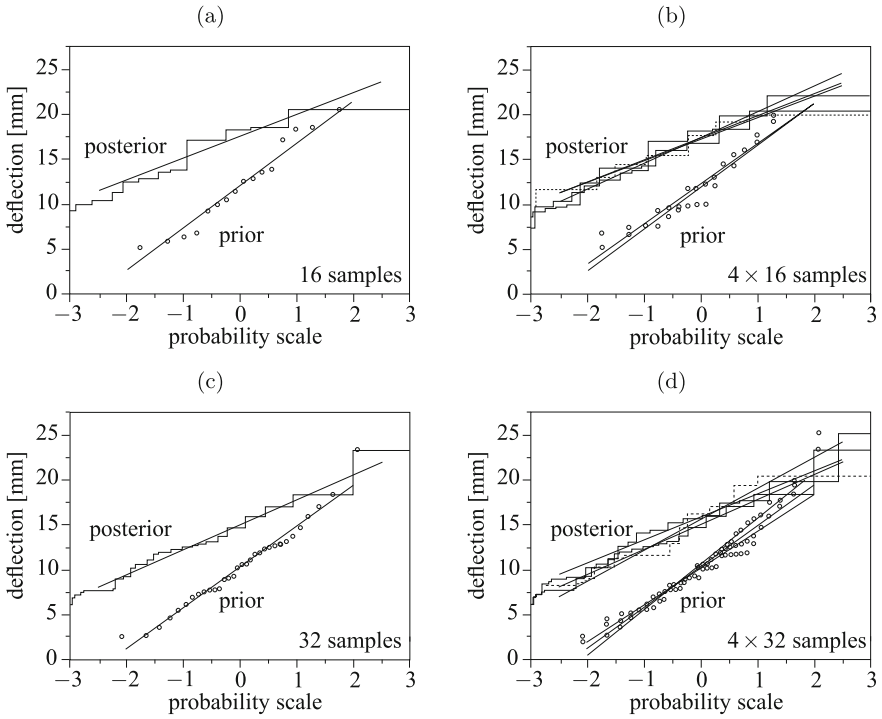 (a)
deflection [mm]
25
20
15
10
5
0
posterior
prior
16 samples
−3 −2 −1 0 1 2 3
probability scale
(b)
deflection [mm]
25
20
15
10
5
0
posterior
prior
4 × 16 samples
−3 −2 −1 0 1 2 3
probability scale
(c)
deflection [mm]
25
20
15
10
5
0
posterior
prior
32 samples
−3 −2 −1 0 1 2 3
probability scale
(d)
deflection [mm]
25
20
15
10
5
0
posterior
prior
4 × 32 samples
−3 −2 −1 0 1 2 3
probability scale